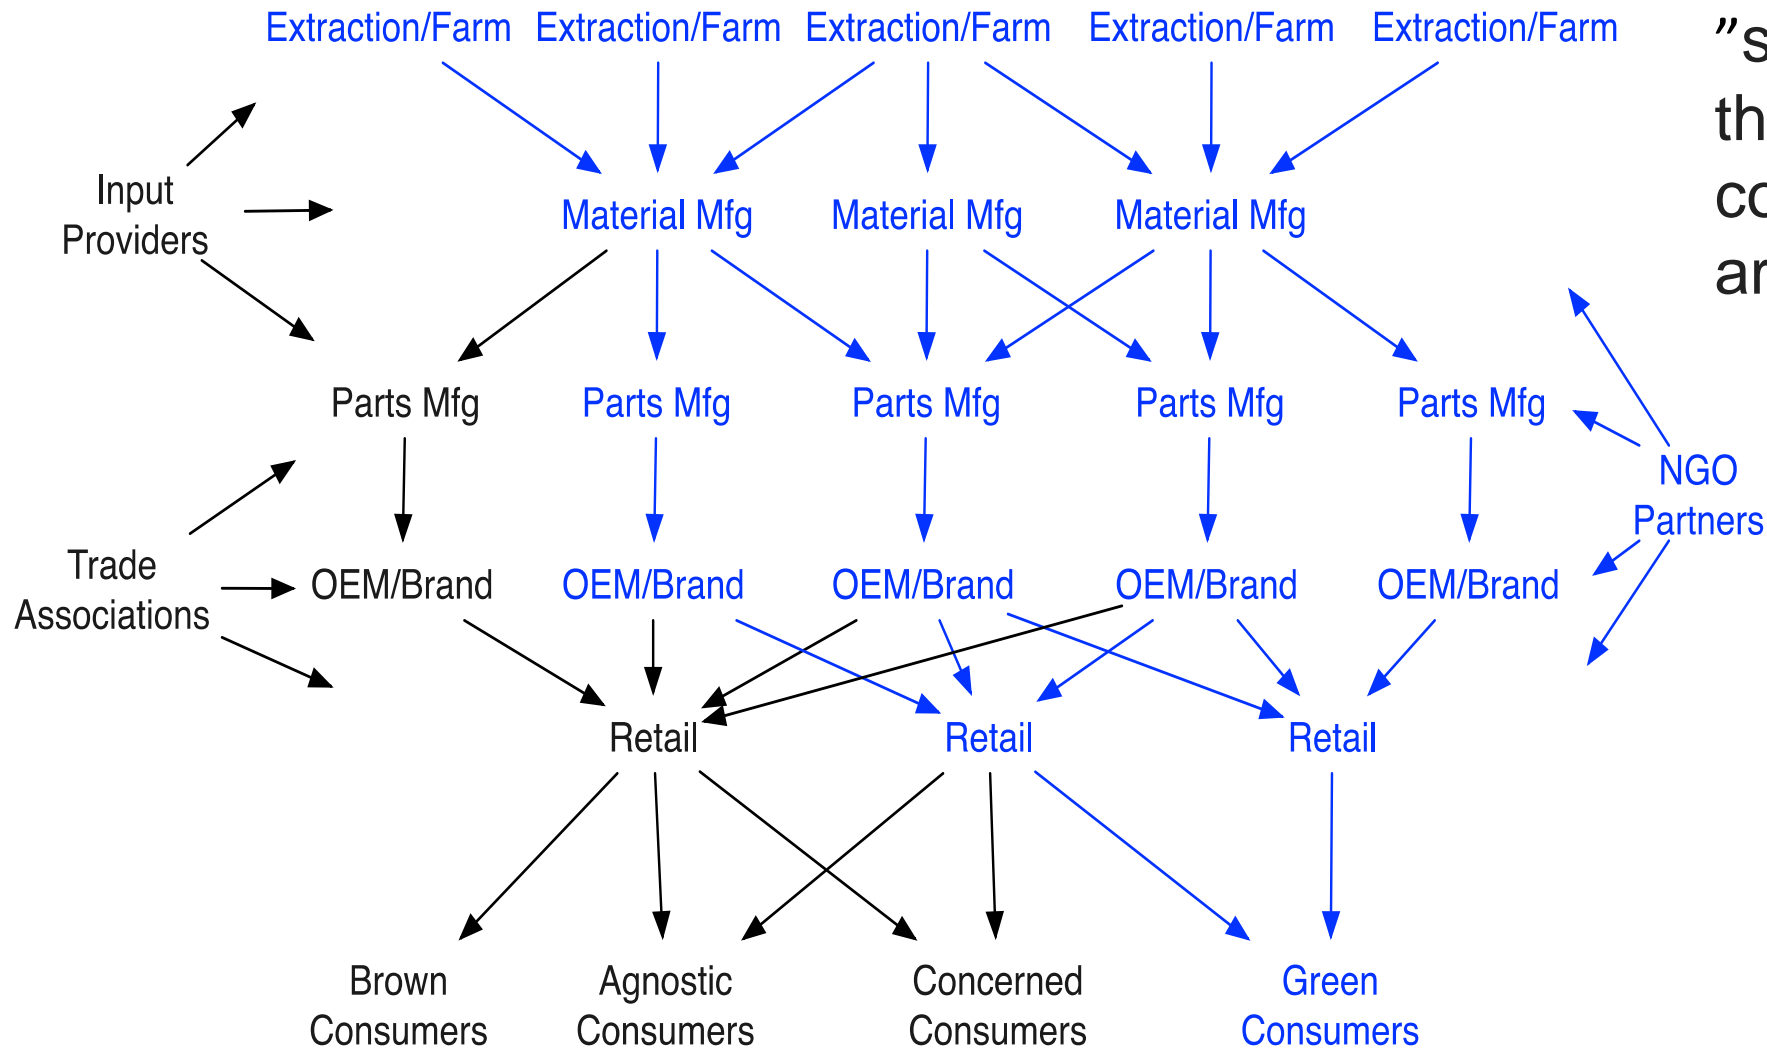 Extraction/Farm Extraction/Farm Extraction/Farm Extraction/Farm Extraction/Farm
Input
Providers
Material Mfg Material Mfg Material Mfg
Parts Mfg Parts Mfg Parts Mfg Parts Mfg Parts Mfg
NGO
Partners
Trade
Associations
OEM/Brand OEM/Brand OEM/Brand OEM/Brand OEM/Brand
Retail Retail Retail
Brown
Consumers
Agnostic
Consumers
Concerned
Consumers
Green
Consumers